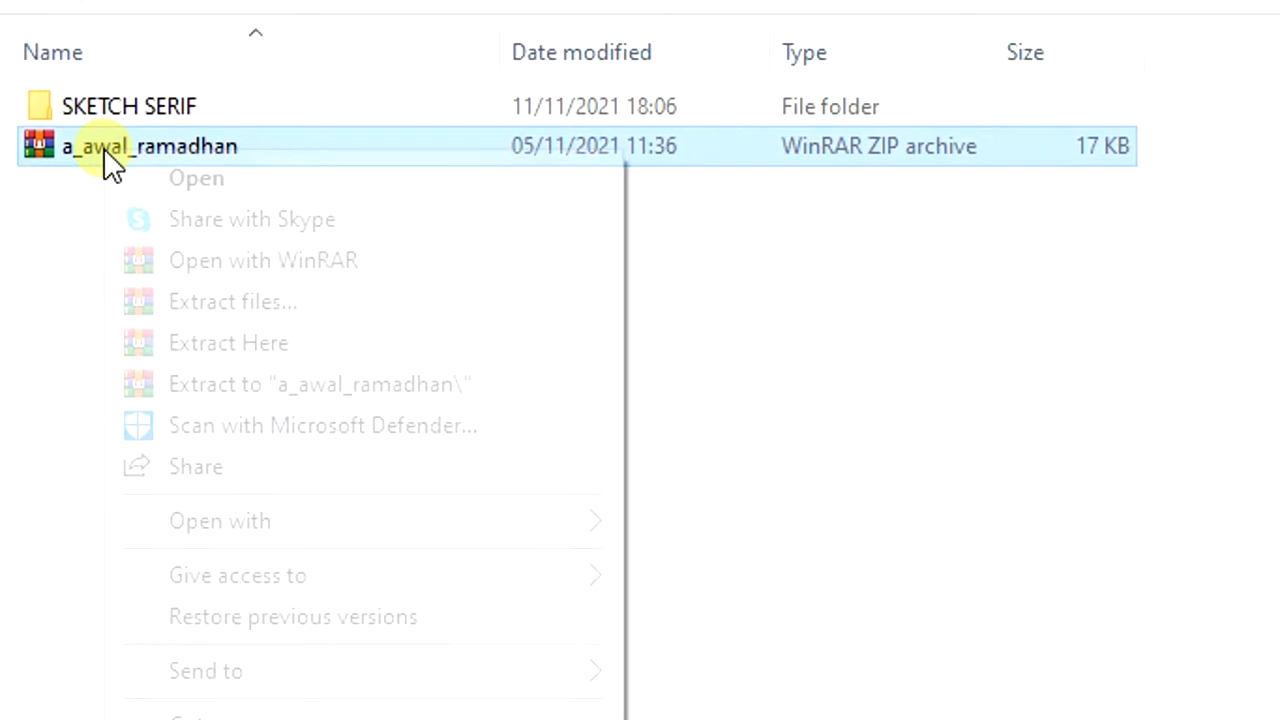 Name Date modified Type Size
SKETCH SERIF 11/11/2021 18:06 File folder
a_awal_ramadhan 05/11/2021 11:36 WinRAR ZIP archive 17 KB
Open
Share with Skype
Open with WinRAR
Extract files...
Extract Here
Extract to "a_awal_ramadhan\"
Scan with Microsoft Defender...
Share
Open with
Give access to
Restore previous versions
Send to